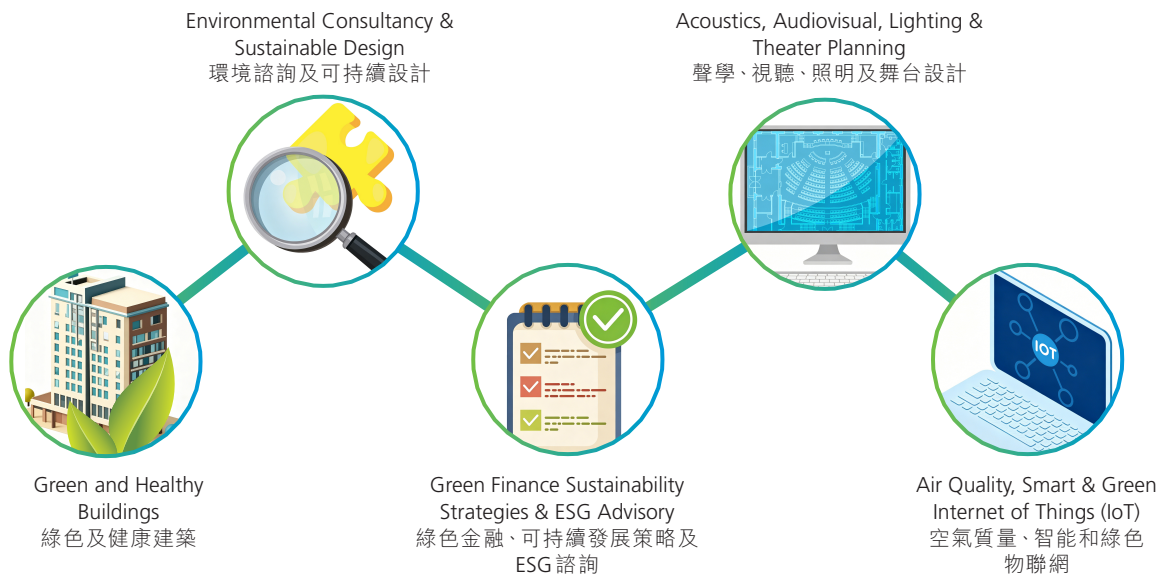 Environmental Consultancy &
Sustainable Design
環境諮詢及可持續設計
Acoustics, Audiovisual, Lighting &
Theater Planning
聲學、視聽、照明及舞台設計
IOT
Green and Healthy
Buildings
綠色及健康建築
Green Finance Sustainability
Strategies & ESG Advisory
綠色金融、可持續發展策略及
ESG 諮詢
Air Quality, Smart & Green
Internet of Things (IoT)
空氣質量、智能和綠色
物聯網